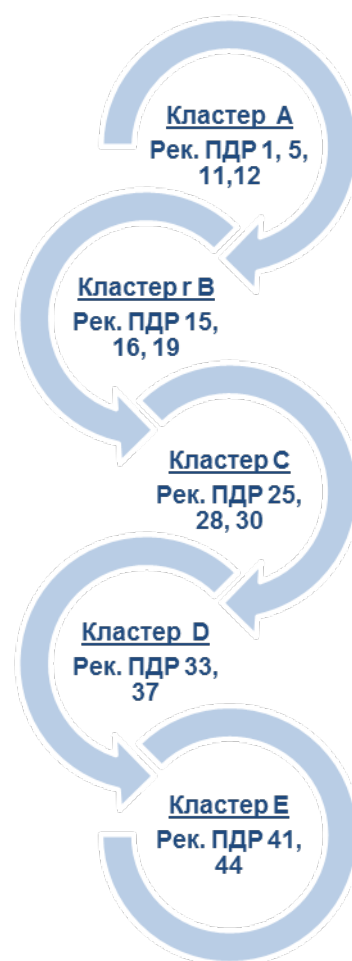 Кластер A
Рек. ПДР 1, 5,
11,12
Кластер r B
Рек. ПДР 15,
16, 19
Кластер C
Рек. ПДР 25,
28, 30
Кластер D
Рек. ПДР 33,
37
Кластер E
Рек. ПДР 41,
44